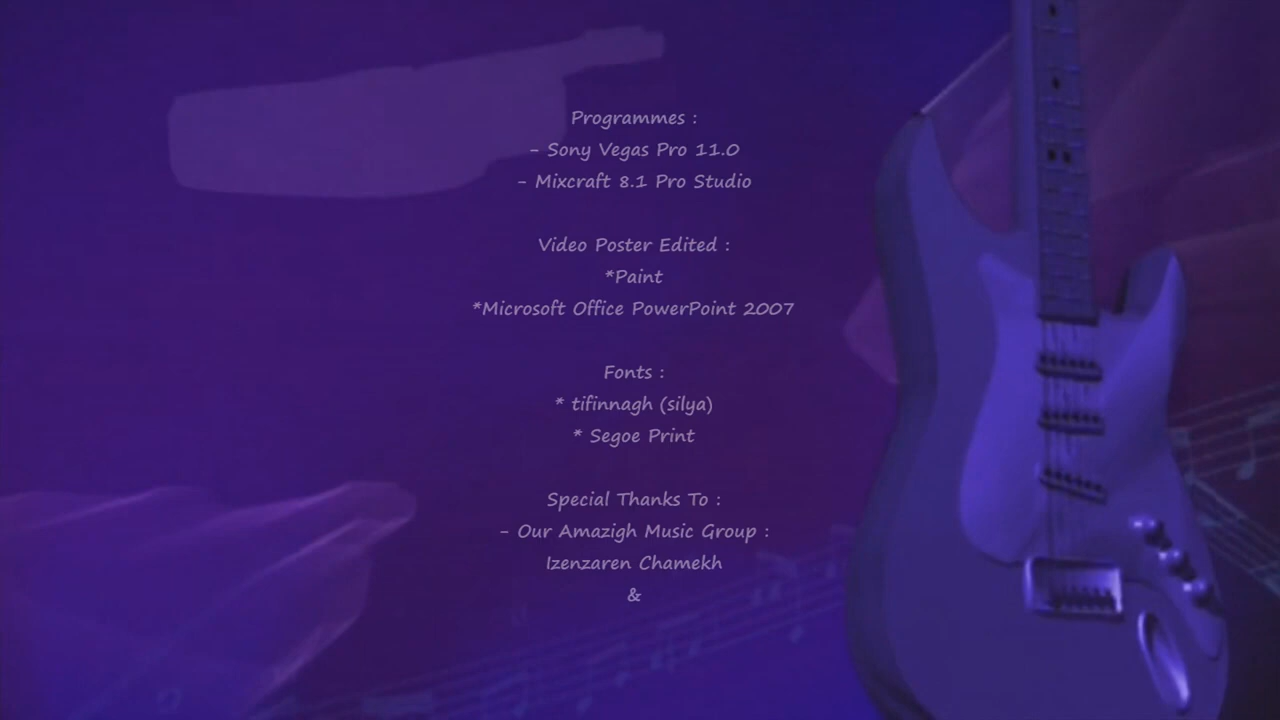 Programmes :
- Sony Vegas Pro 11.0
- Mixcraft 8.1 Pro Studio
Video Poster Edited :
*Paint
*Microsoft Office PowerPoint 2007
Fonts :
* tifinnagh (silya)
* Segoe Print
Special Thanks To :
- Our Amazigh Music Group :
Izenzaren Chamekh
&